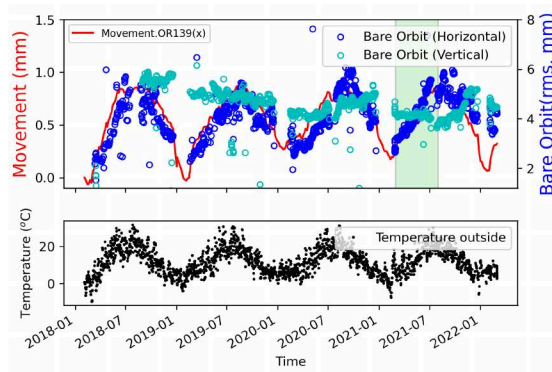 Movement.OR139(x)
Bare Orbit (Horizontal)
Bare Orbit (Vertical)
Movement (mm)
1.5
1.0
0.5
0.0
Bare Orbit(rms, mm)
8
6
4
2
Temperature outside
Temperature (°C)
20
0
2018-01
2018-07
2019-01
2019-07
2020-01
2020-07
2021-01
2021-07
2022-01
Time